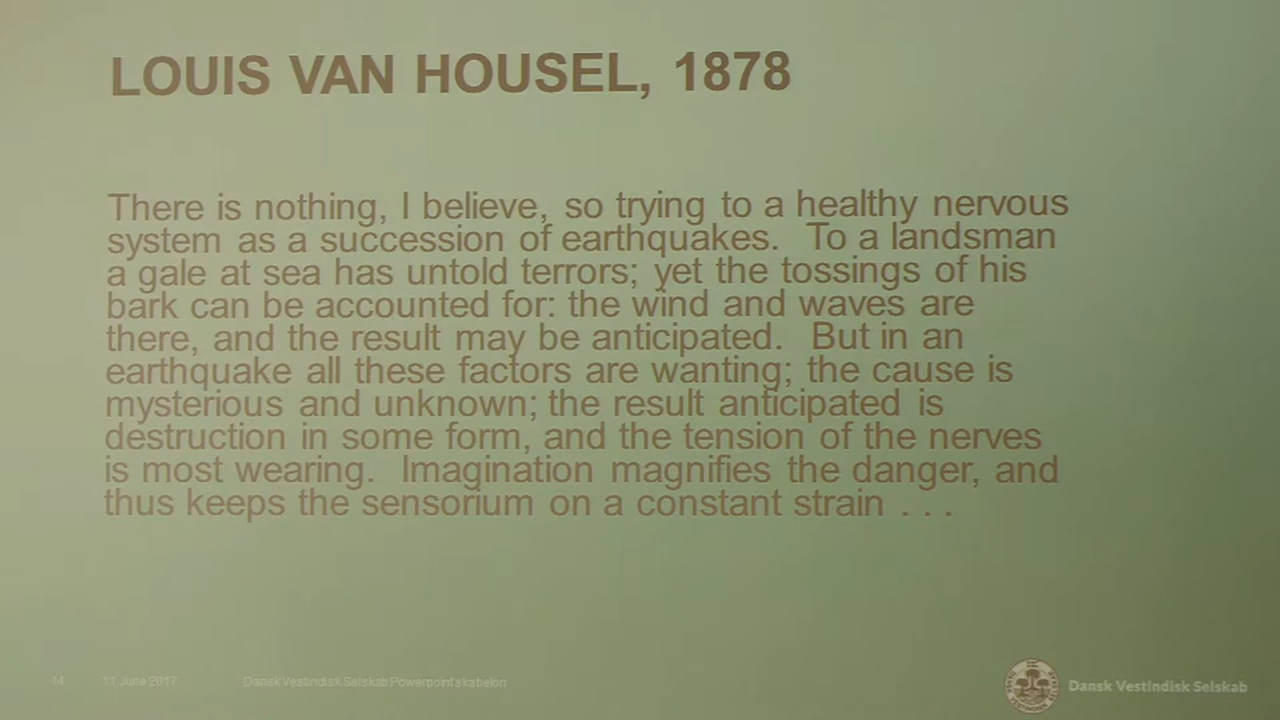 LOUIS VAN HOUSEL, 1878
There is nothing, I believe, so trying to a healthy nervous
system as a succession of earthquakes. To a landsman
a gale at sea has untold terrors; yet the tossings of his
bark can be accounted for: the wind and waves are
there, and the result may be anticipated. But in an
earthquake all these factors are wanting; the cause is
mysterious and unknown; the result anticipated is
destruction in some form, and the tension of the nerves
is most wearing. Imagination magnifies the danger, and
thus keeps the sensorium on a constant strain . . .
14 11 June 2017 Dansk Vestindisk Selskab Powerpoint skabelon
Dansk Vestindisk Selskab